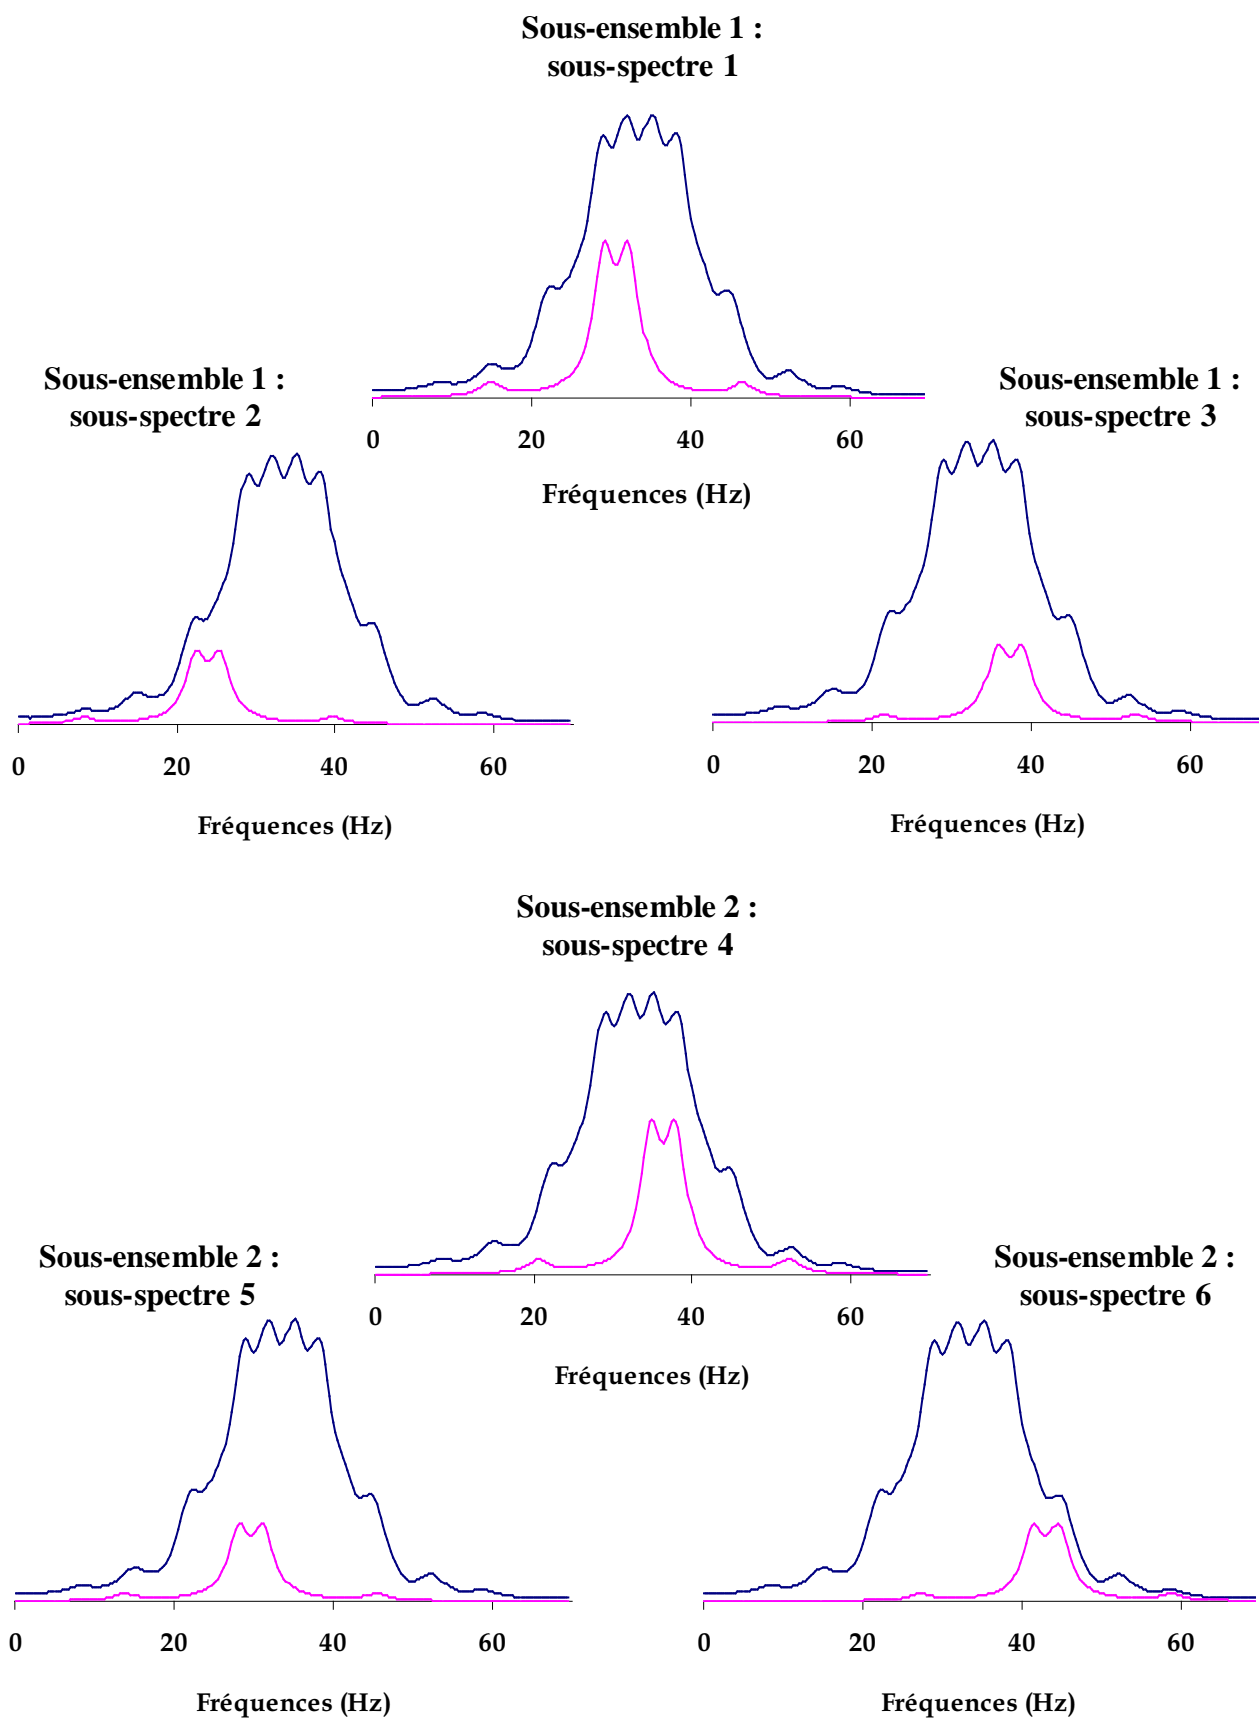 Sous-ensemble 1 :
sous-spectre 1
0 20 40 60
Fréquences (Hz)
Sous-ensemble 1 :
sous-spectre 2
0 20 40 60
Fréquences (Hz)
Sous-ensemble 1 :
sous-spectre 3
0 20 40 60
Fréquences (Hz)
Sous-ensemble 2 :
sous-spectre 4
0 20 40 60
Fréquences (Hz)
Sous-ensemble 2 :
sous-spectre 5
0 20 40 60
Fréquences (Hz)
Sous-ensemble 2 :
sous-spectre 6
0 20 40 60
Fréquences (Hz)